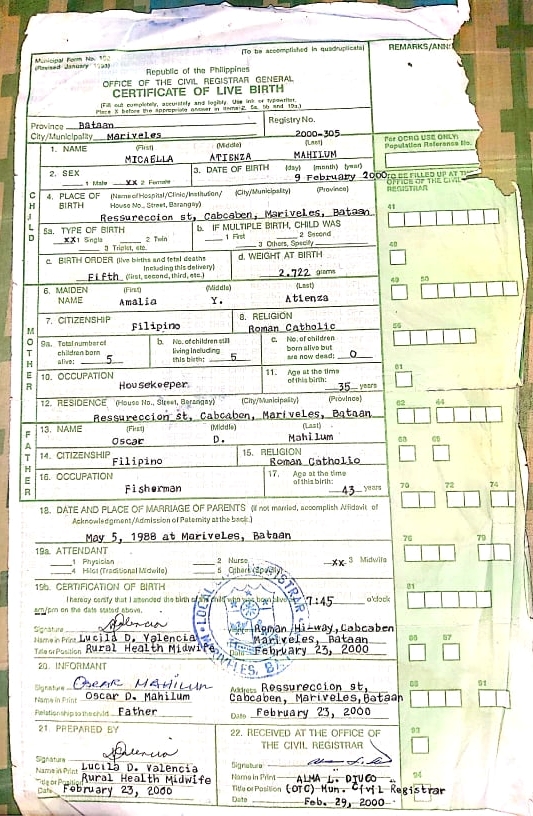 Municipal Form No. 102
(To be accomplished in quadruplicate)
REMARKS/ANN
(Revised January 1993)
Republic of the Philippines
OFFICE OF THE CIVIL REGISTRAR GENERAL
CERTIFICATE OF LIVE BIRTH
(Fill out completely, accurately and legibly. Use ink or typewriter.
Place X before the appropriate answer in items 2, 5a, 5b and 19a.)
Province Bataan
Registry No.
City/Municipality Mariveles
2000-305
FOR OCRG USE ONLY:
Population Reference No.
1. NAME (First) (Middle) (Last)
MICAELLA ATIENZA MAHILUM
2. SEX
1 Male xx 2 Female
3. DATE OF BIRTH (day) (month) (year)
9 February 2000
TO BE FILLED UP AT THE
OFFICE OF THE CIVIL
REGISTRAR
CHILD
4. PLACE OF BIRTH (Name of Hospital/Clinic/Institution/ House No., Street, Barangay) (City/Municipality) (Province)
Ressureccion st, Cabcaben, Mariveles, Bataan
41
5a. TYPE OF BIRTH
xx1 Single 2 Twin
3 Triplet, etc.
b. IF MULTIPLE BIRTH, CHILD WAS
1 First 2 Second
3 Others, Specify
48
c. BIRTH ORDER (live births and fetal deaths
including this delivery)
Fifth (first, second, third, etc.)
d. WEIGHT AT BIRTH
2.722 grams
49 50
MOTHER
6. MAIDEN NAME (First) (Middle) (Last)
Amalia Y. Atienza
7. CITIZENSHIP
Filipino
8. RELIGION
Roman Catholic
56
9a. Total number of
children born
alive: 5
b. No. of children still
living including
this birth: 5
c. No. of children
born alive but
are now dead: 0
61
10. OCCUPATION
Housekeeper
11. Age at the time
of this birth: 35 years
12. RESIDENCE (House No., Street, Barangay) (City/Municipality) (Province)
Ressureccion st, Cabcaben, Mariveles, Bataan
62 64
FATHER
13. NAME (First) (Middle) (Last)
Oscar D. Mahilum
14. CITIZENSHIP
Filipino
15. RELIGION
Roman Catholic
68 65
16. OCCUPATION
Fisherman
17. Age at the time
of this birth: 43 years
70 72 74
18. DATE AND PLACE OF MARRIAGE OF PARENTS (If not married, accomplish Affidavit of
Acknowledgment/Admission of Paternity at the back.)
May 5, 1988 at Mariveles, Bataan
19a. ATTENDANT
1 Physician 2 Nurse xx 3 Midwife
4 Hilot (Traditional Midwife) 5 Others (Specify)
76 79
19b. CERTIFICATION OF BIRTH
I hereby certify that I attended the birth of the child who was born alive at 7:45 o'clock
am/pm on the date stated above.
81
LOCAL CIVIL REGISTRAR
MARIVELES, BATAAN
Signature
Roman Hi-way, Cabcaben
Name in Print Lucila D. Valencia
Mariveles, Bataan
Title or Position Rural Health Midwife
Date February 23, 2000
86 87
20. INFORMANT
Signature OSCAR MAHILUM
Address Ressureccion st,
Name in Print Oscar D. Mahilum
Cabcaben, Mariveles, Bataan
Relationship to the child Father
Date February 23, 2000
88 91
21. PREPARED BY
22. RECEIVED AT THE OFFICE OF
THE CIVIL REGISTRAR
93
Signature
Signature
Name in Print Lucila D. Valencia
Name in Print ALMA L. DIUCO
94
Title or Position Rural Health Midwife
Title or Position (OTC) Mun. Civil Registrar
Date February 23, 2000
Date Feb. 29, 2000